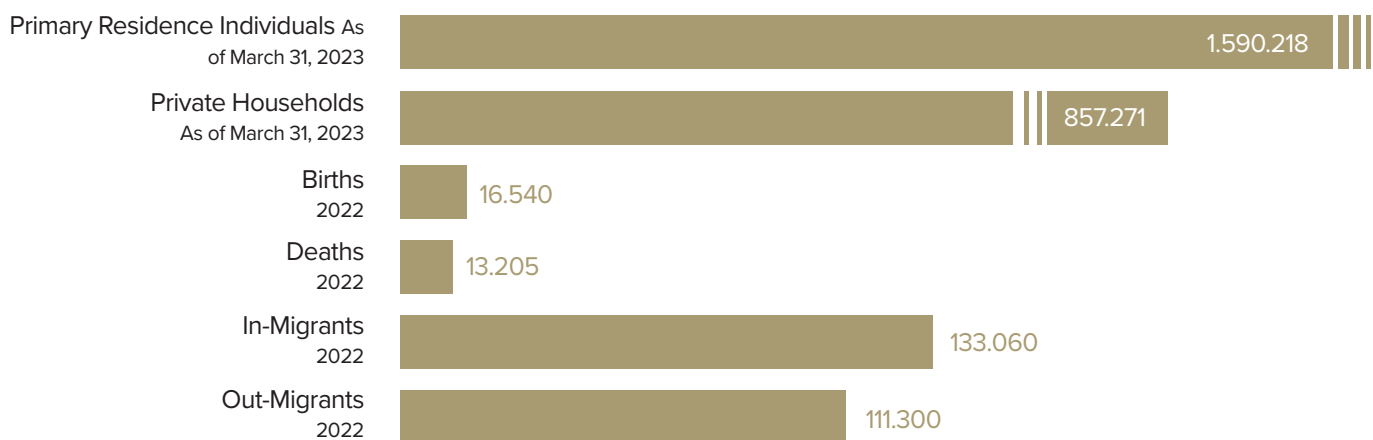 Primary Residence Individuals As
of March 31, 2023
1.590.218
Private Households
As of March 31, 2023
857.271
Births
2022
16.540
Deaths
2022
13.205
In-Migrants
2022
133.060
Out-Migrants
2022
111.300